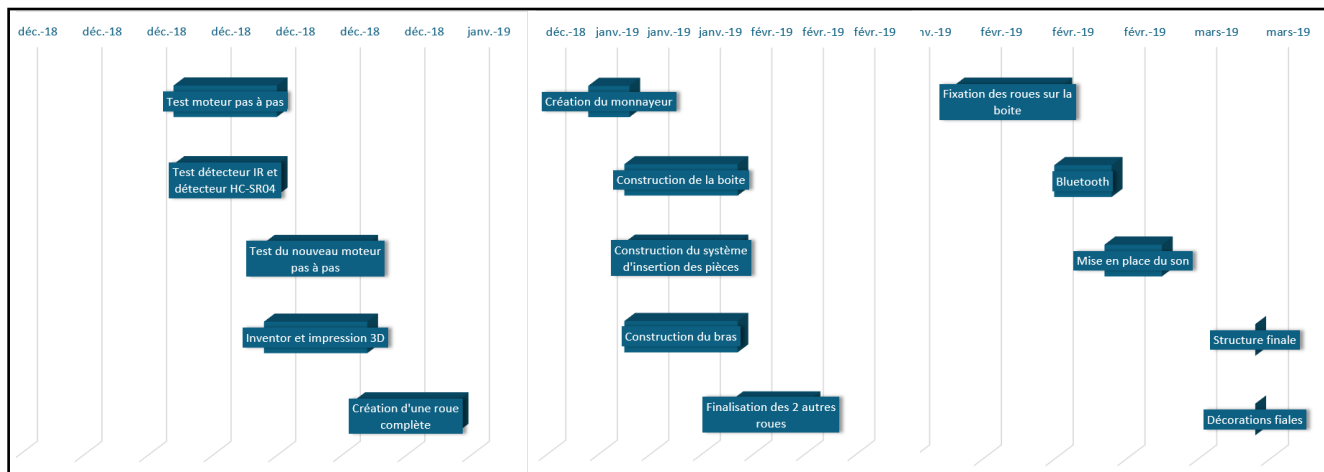 déc.-18 déc.-18 déc.-18 déc.-18 déc.-18 déc.-18 janv.-19
Test moteur pas à pas
Test détecteur IR et
détecteur HC-SR04
Test du nouveau moteur
pas à pas
Inventor et impression 3D
Création d'une roue
complète
déc.-18 janv.-19 janv.-19 janv.-19 févr.-19 févr.-19 févr.-19
Création du monnayeur
Construction de la boite
Construction du système
d'insertion des pièces
Construction du bras
Finalisation des 2 autres
roues
nv.-19 févr.-19 févr.-19 févr.-19 mars-19 mars-19
Fixation des roues sur la
boite
Bluetooth
Mise en place du son
Structure finale
Décorations fiales